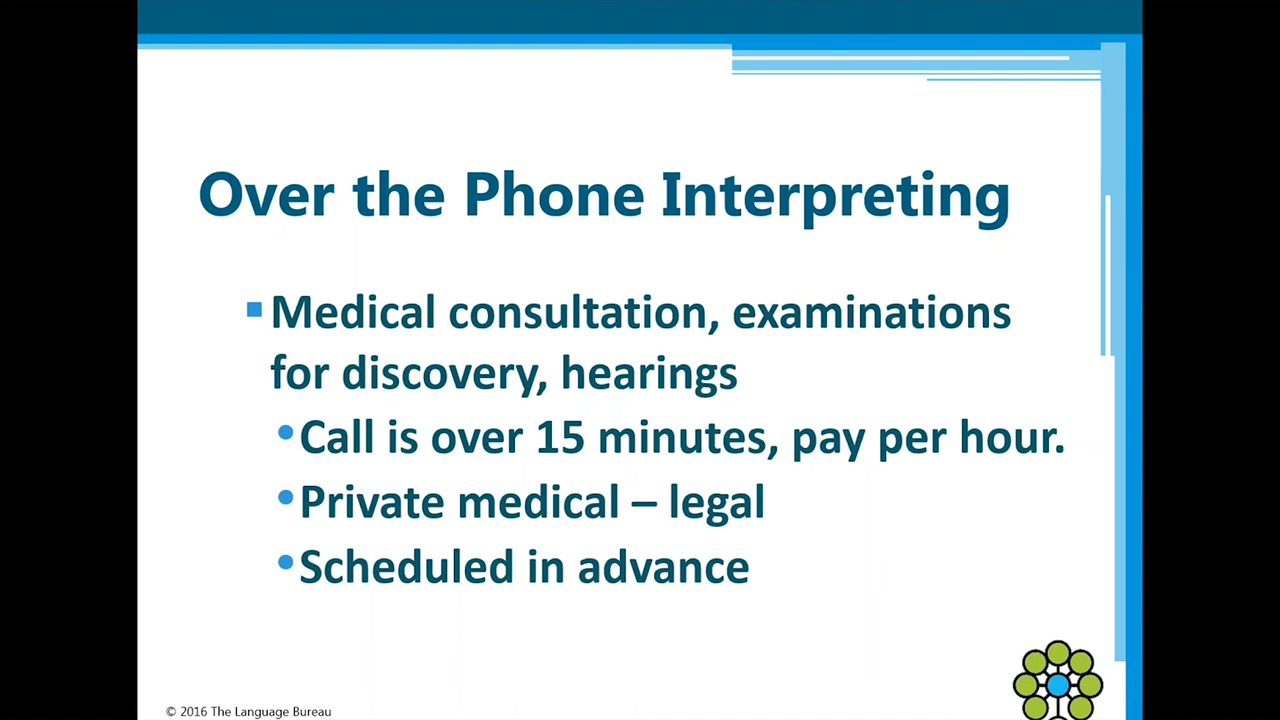 Over the Phone Interpreting
▪ Medical consultation, examinations
for discovery, hearings
• Call is over 15 minutes, pay per hour.
• Private medical – legal
• Scheduled in advance
© 2016 The Language Bureau